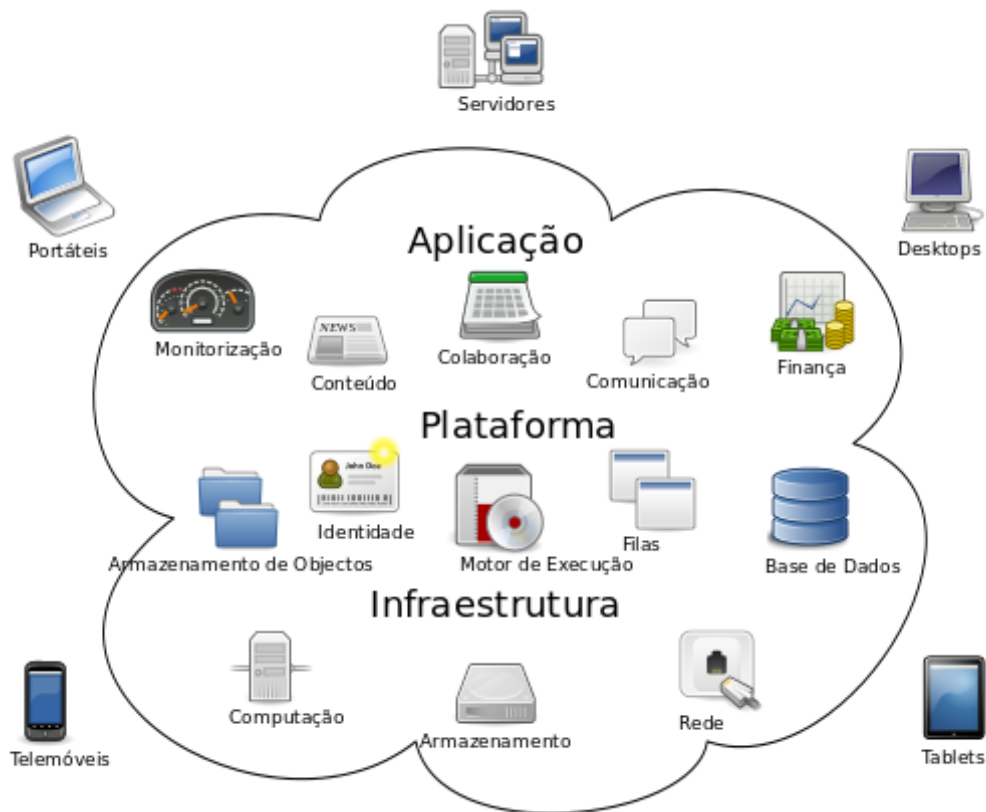 Servidores
Portáteis
Desktops
Aplicação
Monitorização
NEWS
Conteúdo
Colaboração
Comunicação
Finança
Plataforma
John Doe
Armazenamento de Objectos
Identidade
Motor de Execução
Filas
Base de Dados
Infraestrutura
Computação
Armazenamento
Rede
Telemóveis
Tablets